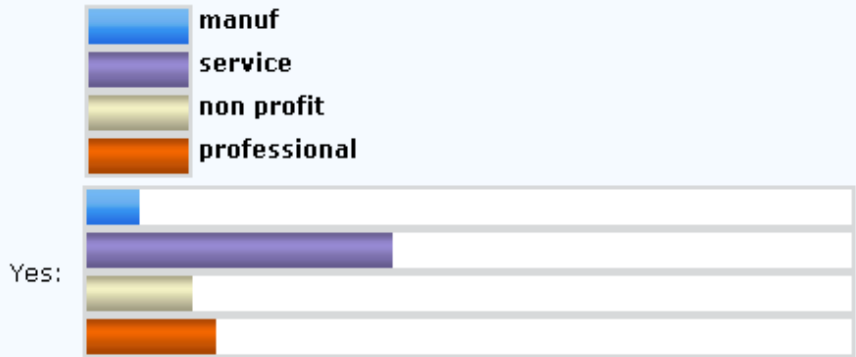 manuf
service
non profit
professional
Yes: